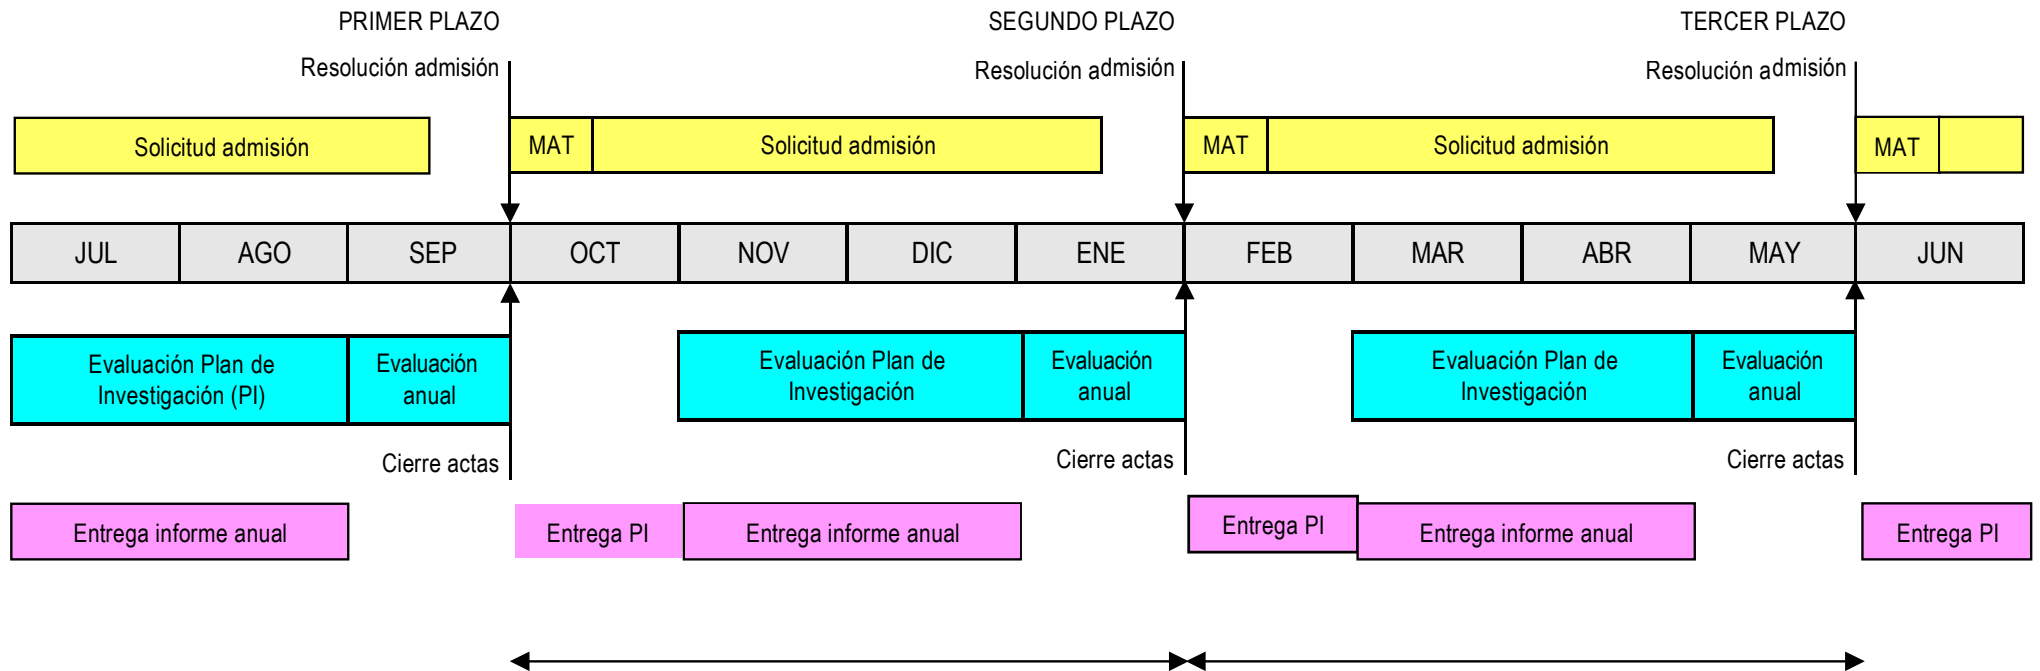 PRIMER PLAZO
SEGUNDO PLAZO
TERCER PLAZO
Resolución admisión
Resolución admisión
Resolución admisión
Solicitud admisión
MAT
Solicitud admisión
MAT
Solicitud admisión
MAT
JUL
AGO
SEP
OCT
NOV
DIC
ENE
FEB
MAR
ABR
MAY
JUN
Evaluación Plan de
Investigación (PI)
Evaluación
anual
Evaluación Plan de
Investigación
Evaluación
anual
Evaluación Plan de
Investigación
Evaluación
anual
Cierre actas
Cierre actas
Cierre actas
Entrega informe anual
Entrega PI
Entrega informe anual
Entrega PI
Entrega informe anual
Entrega PI